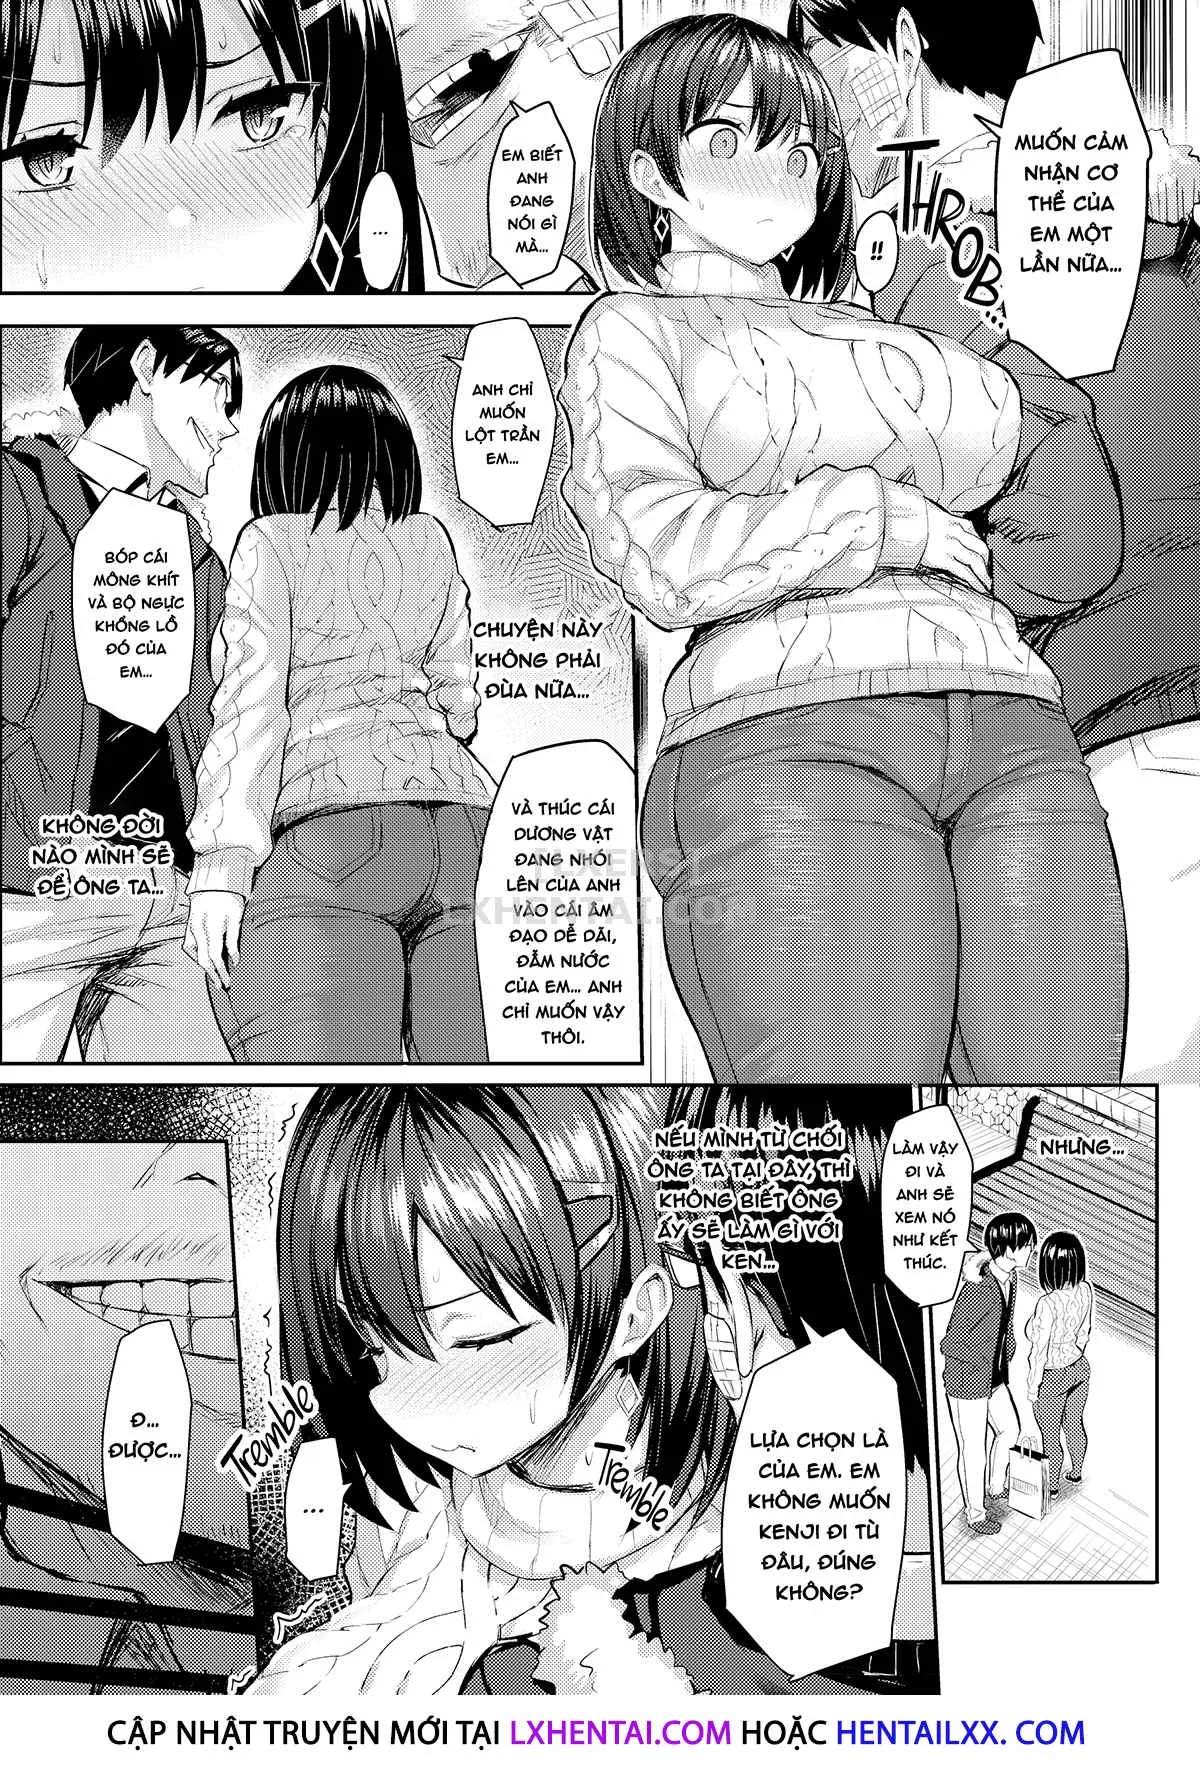 MUỐN CẢM
NHẬN CƠ
THỂ CỦA
EM MỘT
LẦN NỮA...
!!
THROB...
EM BIẾT
ANH
ĐANG
NÓI GÌ
MÀ...
...
ANH CHỈ
MUỐN
LỘT TRẦN
EM...
BÓP CÁI
MÔNG KHÍT
VÀ BỘ NGỰC
KHỔNG LỒ
ĐÓ CỦA
EM...
CHUYỆN NÀY
KHÔNG PHẢI
ĐÙA NỮA...
VÀ THÚC CÁI
DƯƠNG VẬT
ĐANG NHÓI
LÊN CỦA ANH
VÀO CÁI ÂM
ĐẠO DỄ DÃI,
ĐẪM NƯỚC
CỦA EM... ANH
CHỈ MUỐN VẬY
THÔI.
KHÔNG ĐỜI
NÀO MÌNH SẼ
ĐỂ ÔNG TA...
LXHENTAI.COM
NHƯNG...
LÀM VẬY
ĐI VÀ
ANH SẼ
XEM NÓ
NHƯ KẾT
THÚC.
NẾU MÌNH TỪ CHỐI
ÔNG TA TẠI ĐÂY, THÌ
KHÔNG BIẾT ÔNG
ẤY SẼ LÀM GÌ VỚI
KEN...
LỰA CHỌN LÀ
CỦA EM. EM
KHÔNG MUỐN
KENJI ĐI TÙ
ĐÂU, ĐÚNG
KHÔNG?
TREMBLE
TREMBLE
...
Đ...
ĐƯỢC...
CẬP NHẬT TRUYỆN MỚI TẠI LXHENTAI.COM HOẶC HENTAILXX. COM